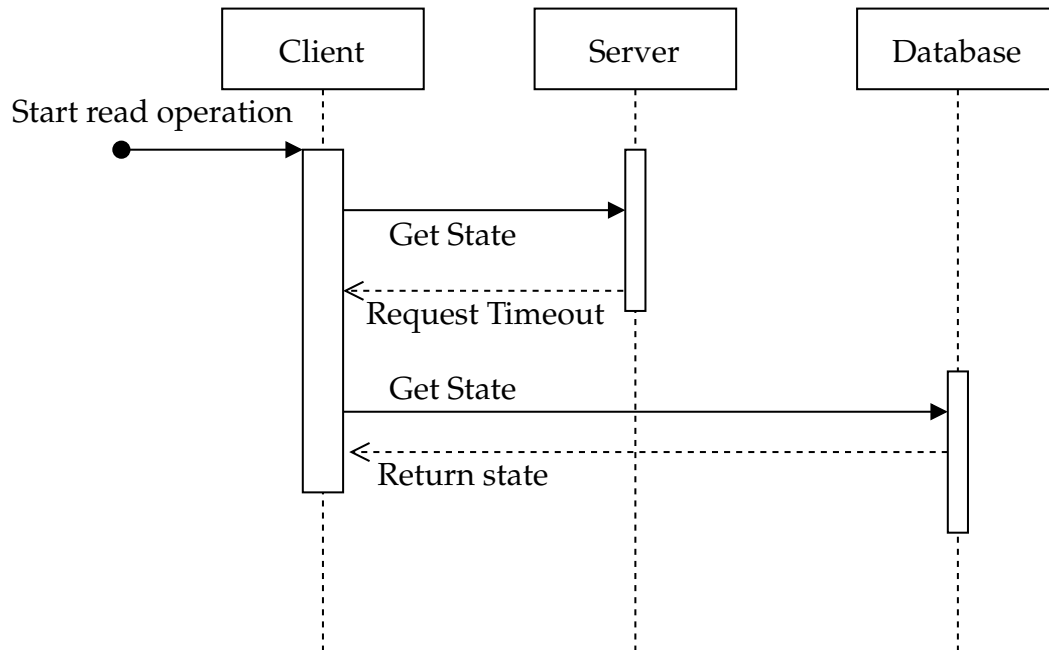 Client
Server
Database
Start read operation
Get State
Request Timeout
Get State
Return state